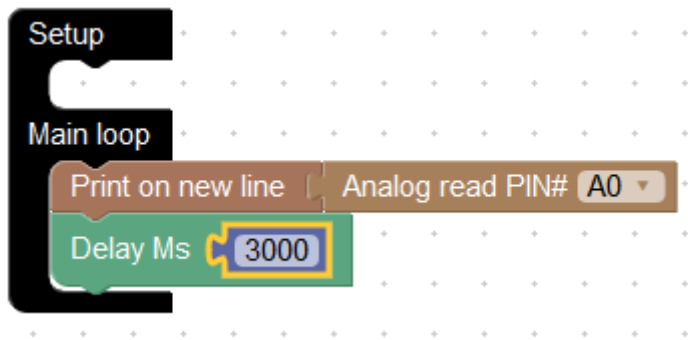 Setup
Main loop
Print on new line Analog read PIN# A0
Delay Ms 3000